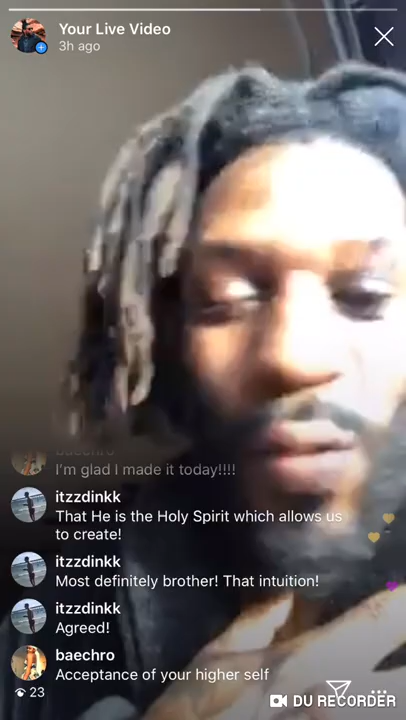 Your Live Video
3h ago
baechro
I'm glad I made it today!!!!
itzzdinkk
That He is the Holy Spirit which allows us
to create!
itzzdinkk
Most definitely brother! That intuition!
itzzdinkk
Agreed!
baechro
Acceptance of your higher self
23
DU RECORDER